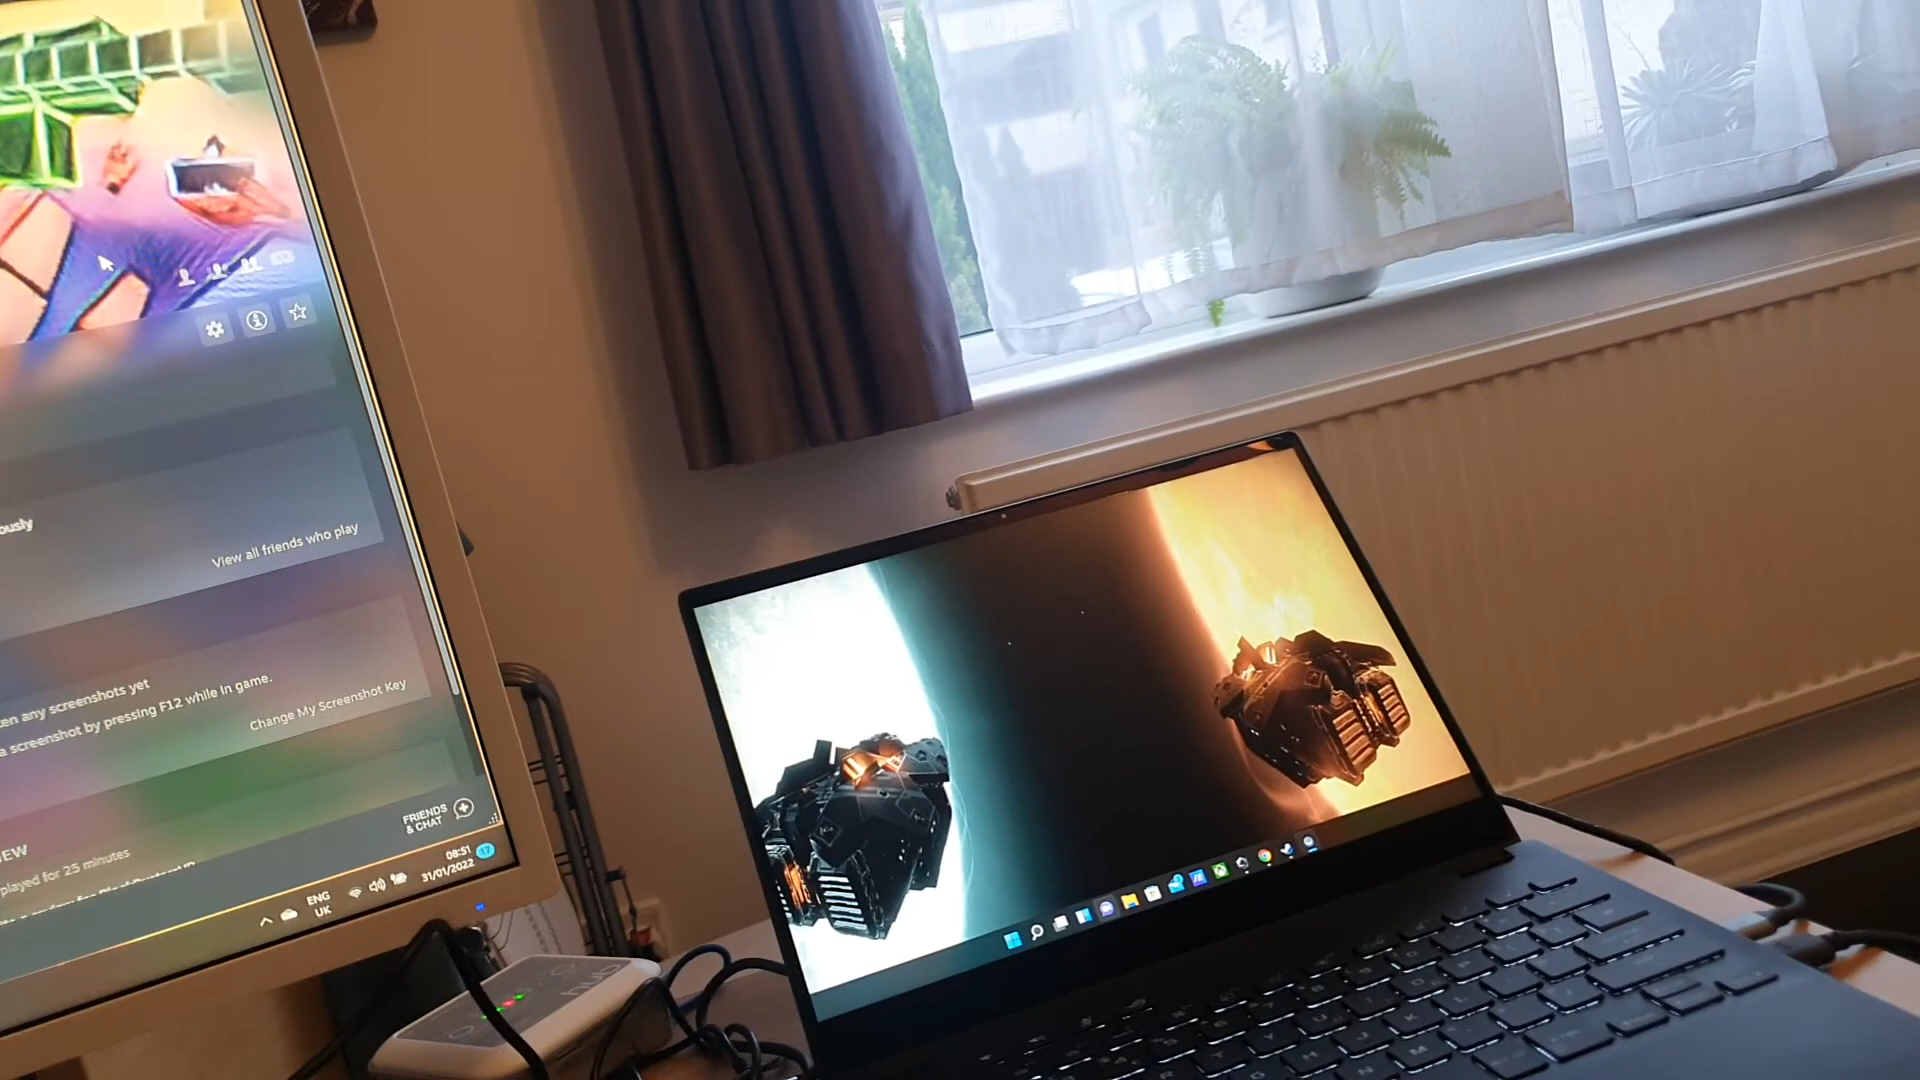 ously
View all friends who play
en any screenshots yet
a screenshot by pressing F12 while in game.
Change My Screenshot Key
FRIENDS
& CHAT
EW
played for 25 minutes
ENG
UK
08:51
31/01/2022
17
hub